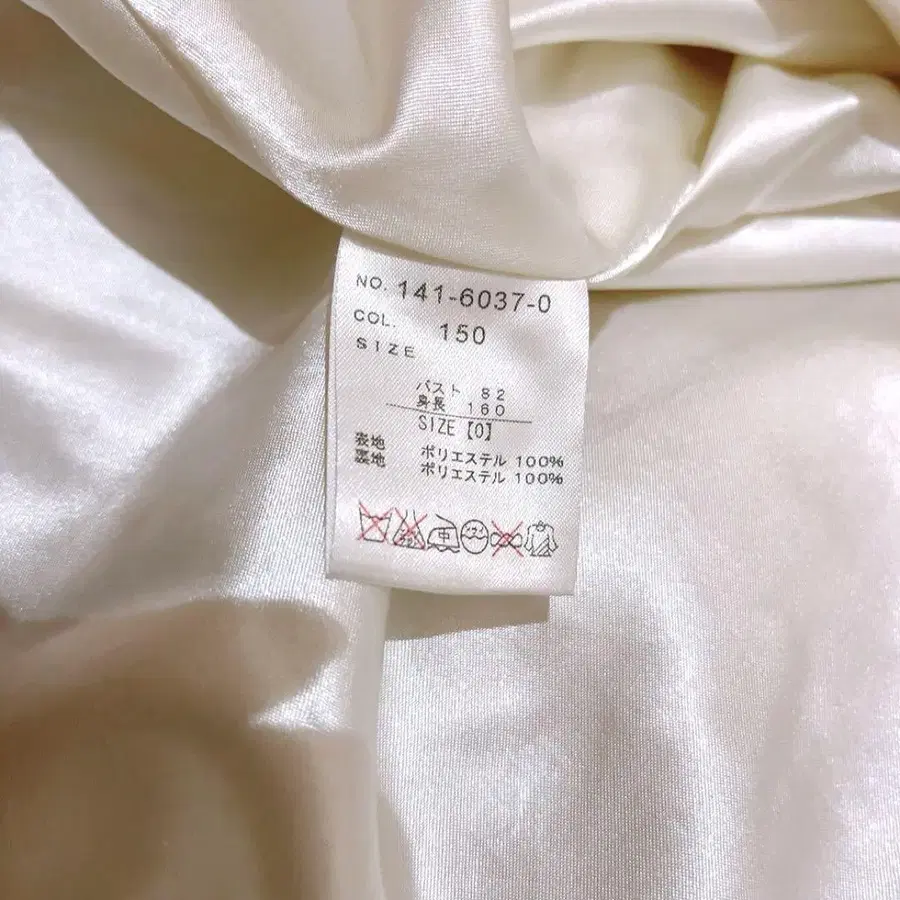 NO. 141-6037-0
COL. 150
SIZE
バスト 82
身長 160
SIZE [0]
表地 ポリエステル 100%
裏地 ポリエステル 100%
中